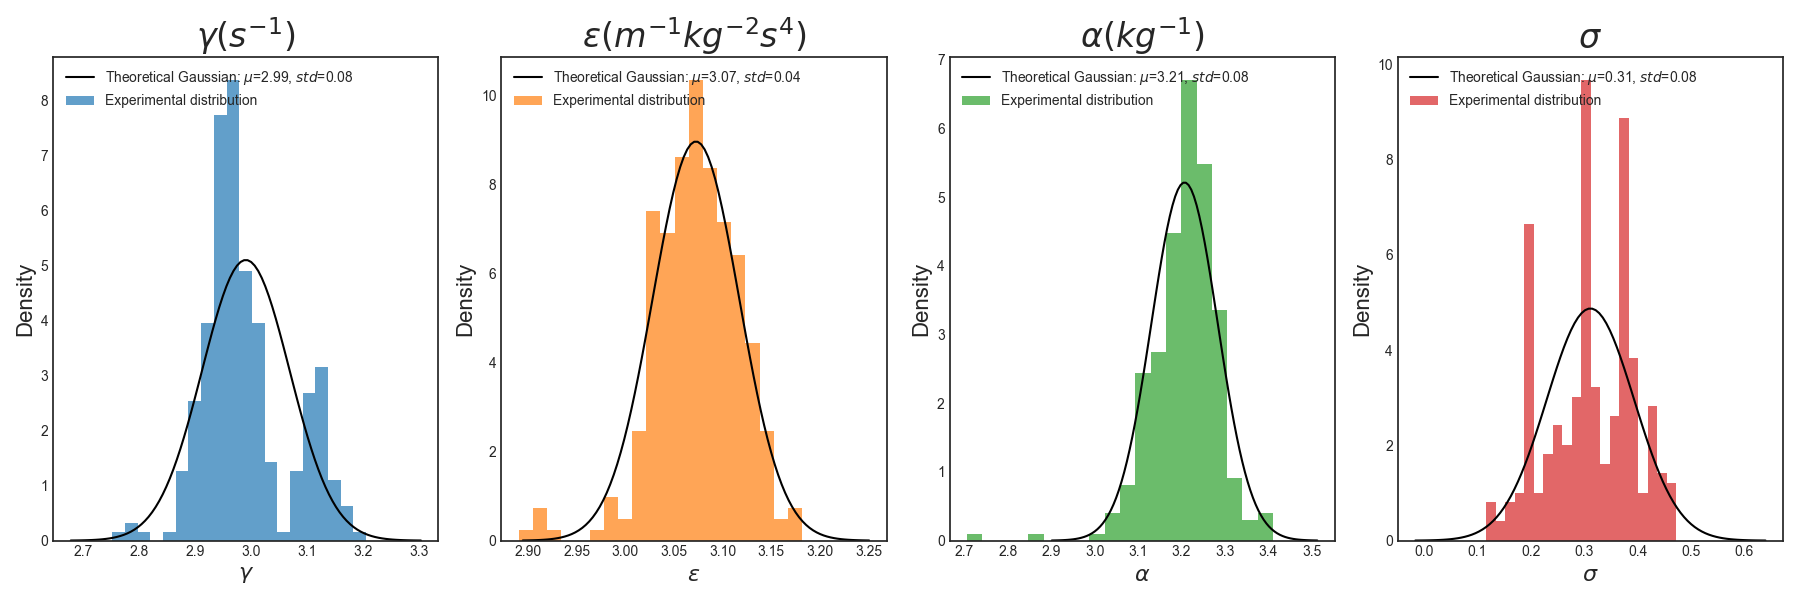 γ(s⁻¹)
Theoretical Gaussian: μ=2.99, std=0.08
Experimental distribution
Density
8
7
6
5
4
3
2
1
0
2.7 2.8 2.9 3.0 3.1 3.2 3.3
γ
ε(m⁻¹kg⁻²s⁴)
Theoretical Gaussian: μ=3.07, std=0.04
Experimental distribution
Density
10
8
6
4
2
0
2.90 2.95 3.00 3.05 3.10 3.15 3.20 3.25
ε
α(kg⁻¹)
Theoretical Gaussian: μ=3.21, std=0.08
Experimental distribution
Density
7
6
5
4
3
2
1
0
2.7 2.8 2.9 3.0 3.1 3.2 3.3 3.4 3.5
α
σ
Theoretical Gaussian: μ=0.31, std=0.08
Experimental distribution
Density
10
8
6
4
2
0
0.0 0.1 0.2 0.3 0.4 0.5 0.6
σ